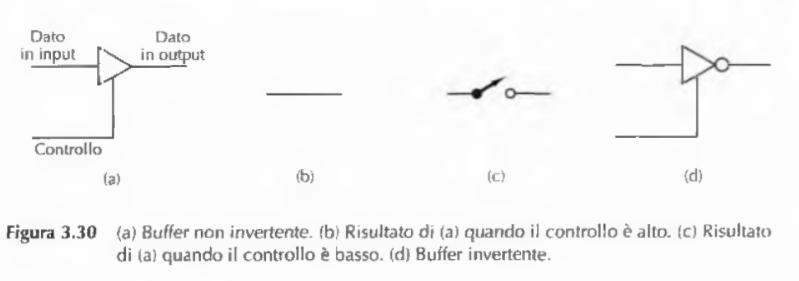 Dato
in input
Dato
in output
Controllo
(a)
(b)
(c)
(d)
Figura 3.30 (a) Buffer non invertente. (b) Risultato di (a) quando il controllo è alto. (c) Risultato
di (a) quando il controllo è basso. (d) Buffer invertente.